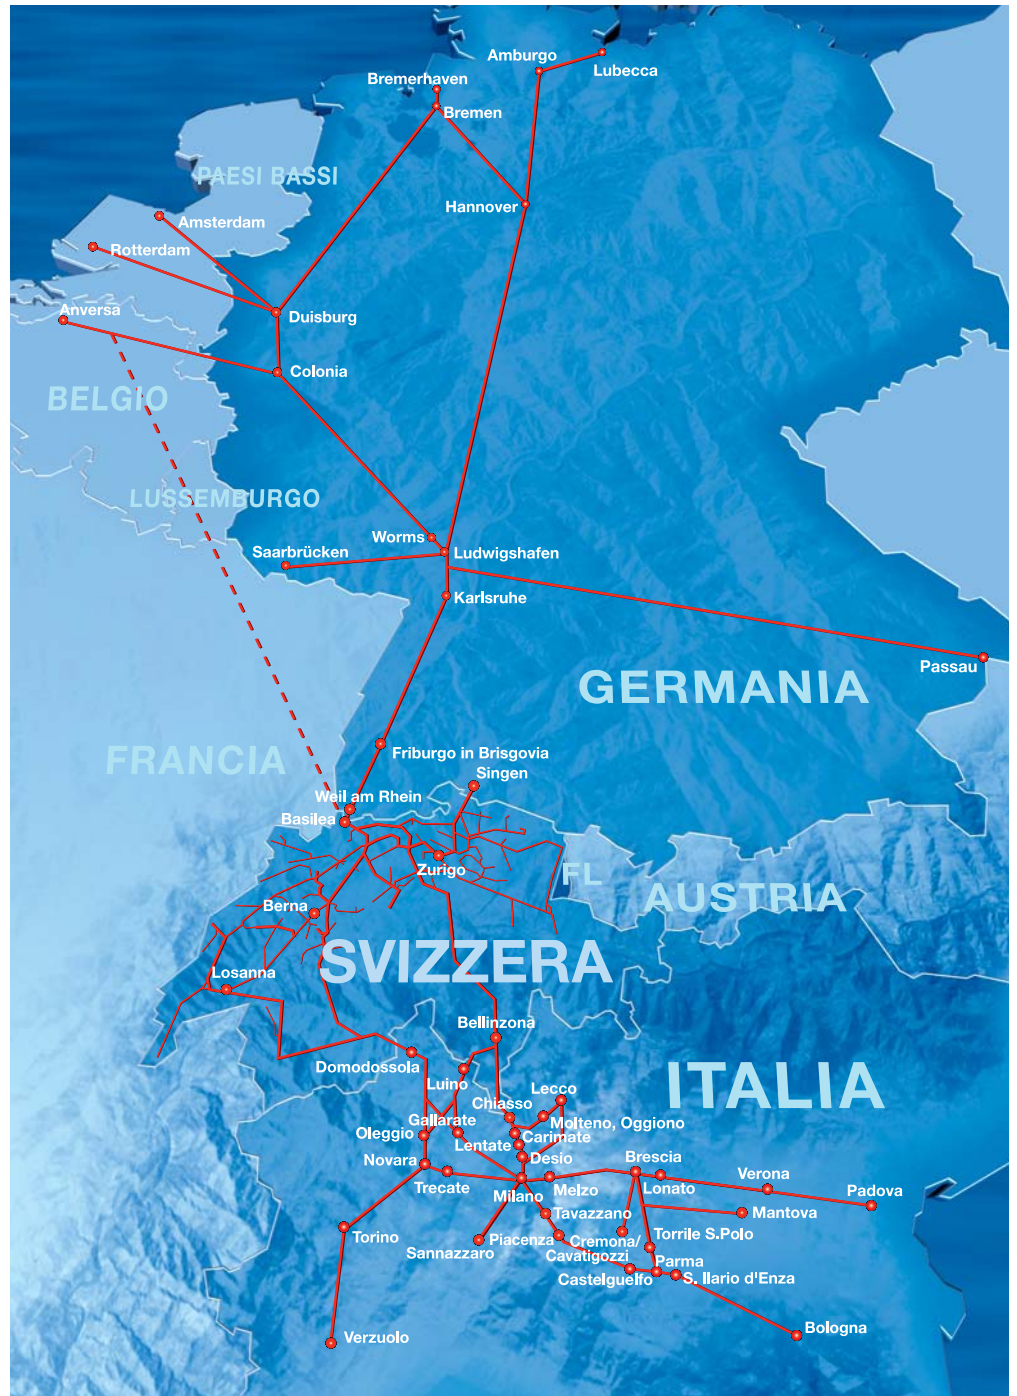 Amburgo
Lubecca
Bremerhaven
Bremen
PAESI BASSI
Hannover
Amsterdam
Rotterdam
Anversa
Duisburg
Colonia
BELGIO
LUSSEMBURGO
Worms
Saarbrücken
Ludwigshafen
Karlsruhe
Passau
GERMANIA
FRANCIA
Friburgo in Brisgovia
Singen
Weil am Rhein
Basilea
Zurigo
FL
AUSTRIA
Berna
SVIZZERA
Losanna
Bellinzona
Domodossola
Luino
ITALIA
Lecco
Chiasso
Gallarate
Molteno, Oggiono
Oleggio
Carimate
Lentate
Desio
Novara
Brescia
Trecate
Milano
Melzo
Lonato
Verona
Padova
Tavazzano
Mantova
Torino
Sannazzaro
Piacenza
Cremona/
Cavatigozzi
Torrile S.Polo
Parma
Castelguelfo
S. Ilario d'Enza
Verzuolo
Bologna